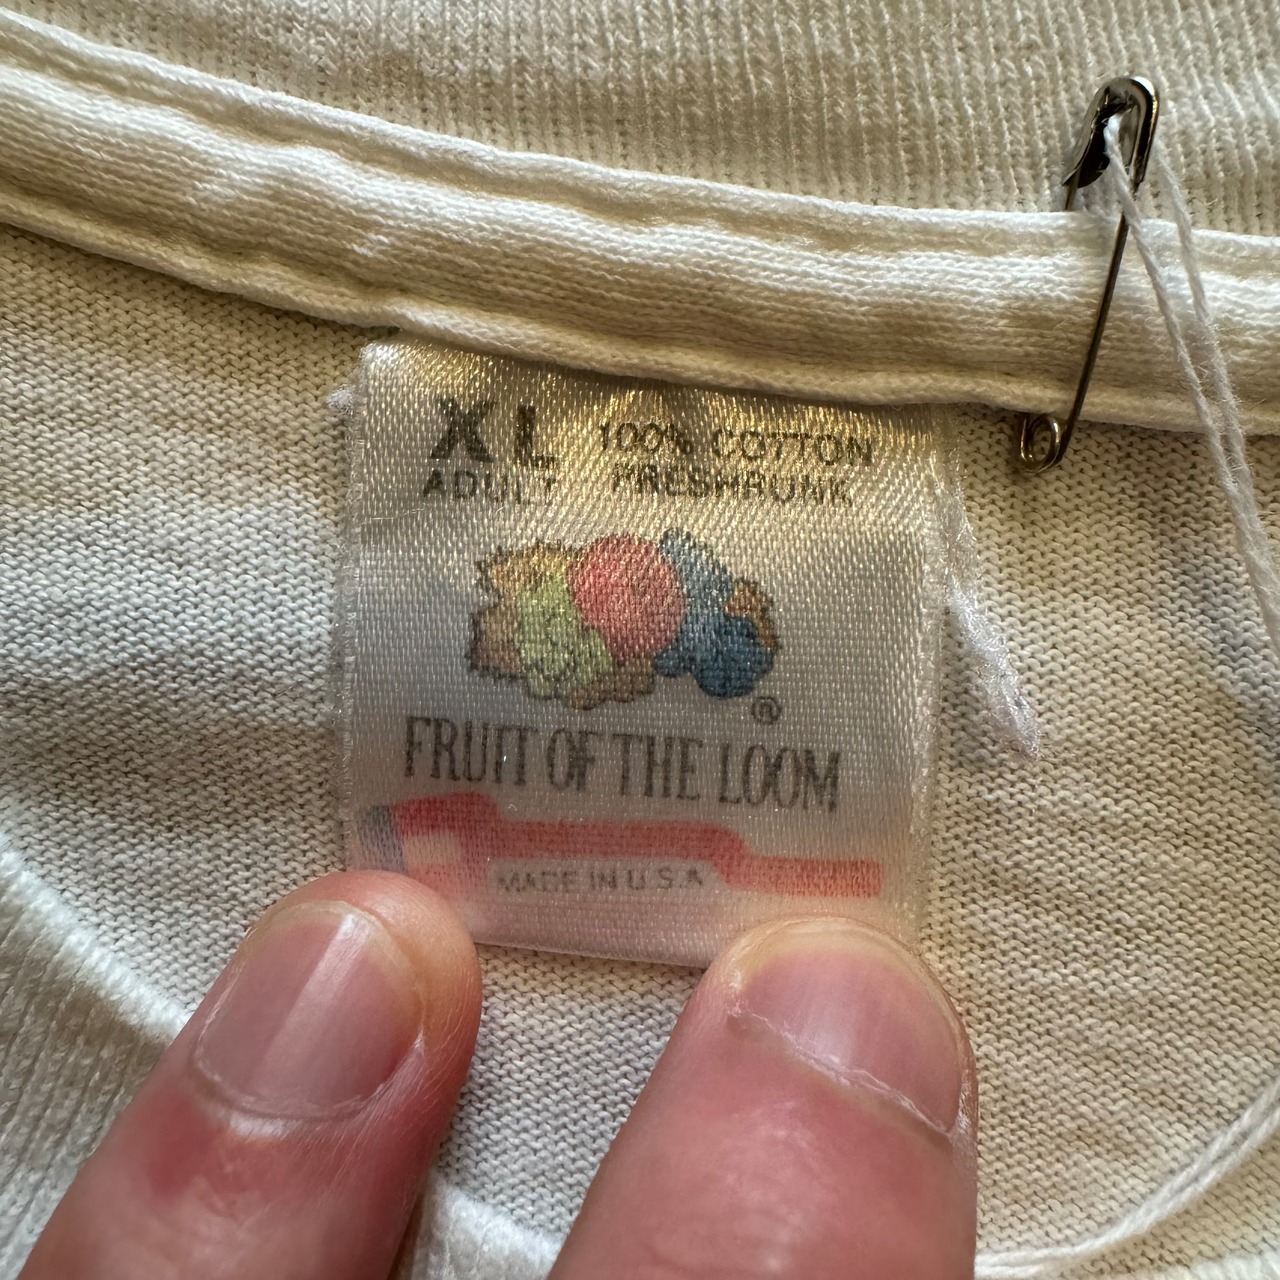 XL 100% COTTON
ADULT PRESHRUNK
®
FRUIT OF THE LOOM
MADE IN U.S.A